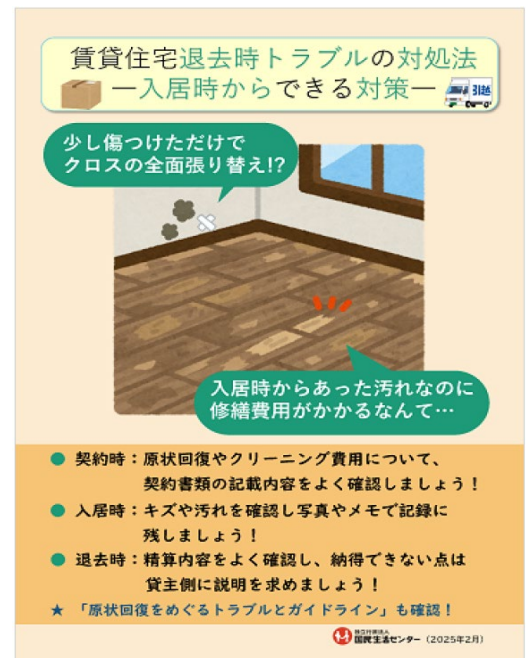 賃貸住宅退去時トラブルの対処法
―入居時からできる対策―
引越
少し傷つけただけで
クロスの全面張り替え!?
入居時からあった汚れなのに
修繕費用がかかるなんて…
● 契約時：原状回復やクリーニング費用について、
契約書類の記載内容をよく確認しましょう！
● 入居時：キズや汚れを確認し写真やメモで記録に
残しましょう！
● 退去時：精算内容をよく確認し、納得できない点は
貸主側に説明を求めましょう！
★ 「原状回復をめぐるトラブルとガイドライン」も確認！
独立行政法人
国民生活センター（2025年2月）